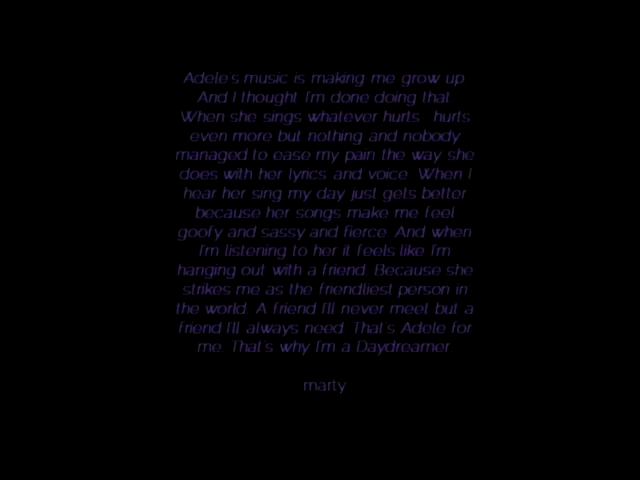 Adele's music is making me grow up
And I thought I'm done doing that
When she sings whatever hurts hurts
even more but nothing and nobody
managed to ease my pain the way she
does with her lyrics and voice. When I
hear her sing my day just gets better
because her songs make me feel
goofy and sassy and fierce. And when
I'm listening to her it feels like I'm
hanging out with a friend. Because she
strikes me as the friendliest person in
the world. A friend I'll never meet but a
friend I'll always need. That's Adele for
me. That's why I'm a Daydreamer.
marty